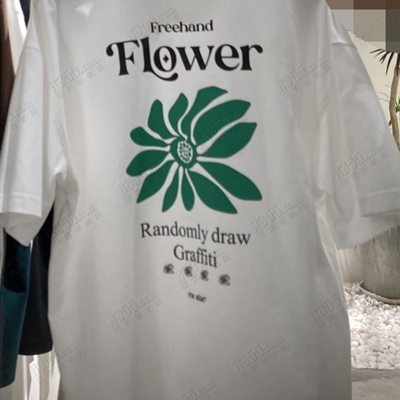 Freehand
Flower
Randomly draw
Graffiti